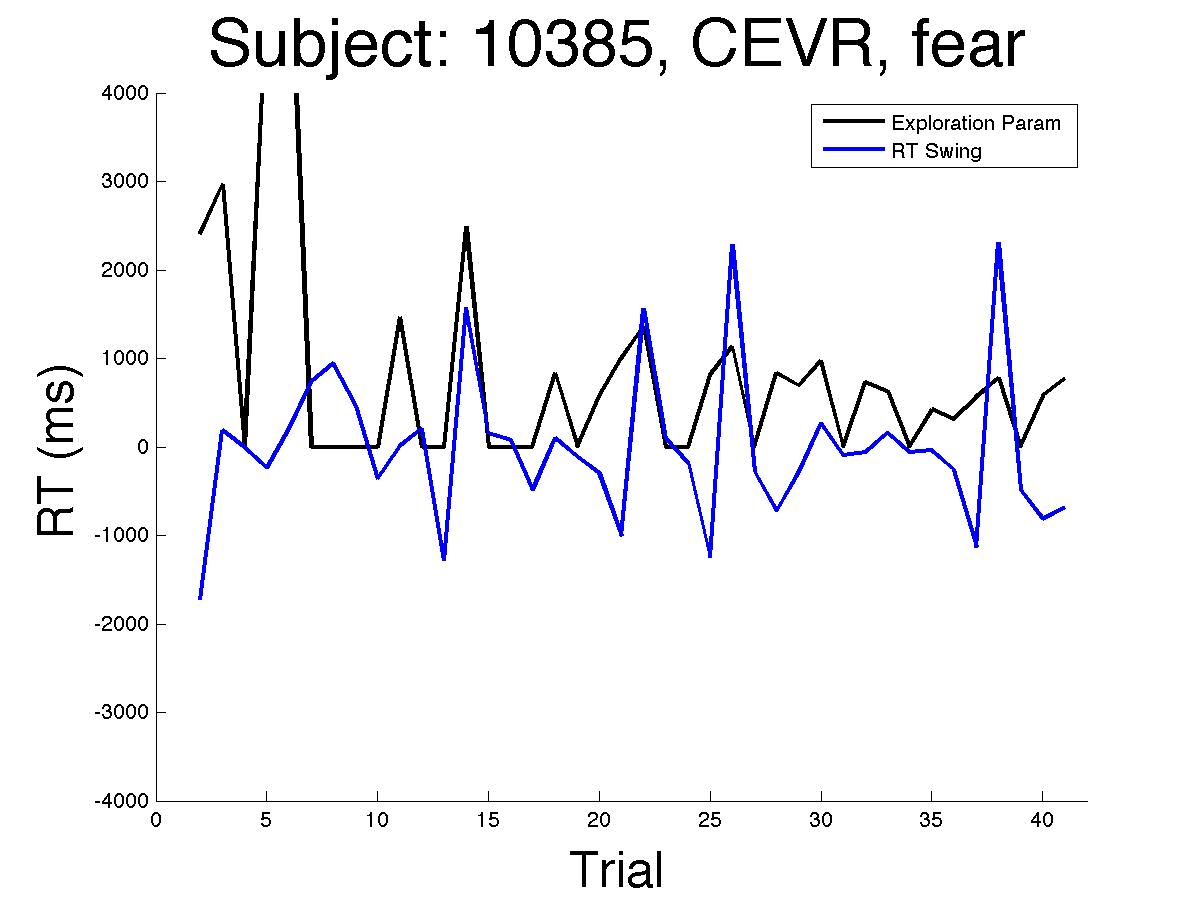 Subject: 10385, CEVR, fear
Exploration Param
RT Swing
4000
3000
2000
1000
0
-1000
-2000
-3000
-4000
RT (ms)
0 5 10 15 20 25 30 35 40
Trial